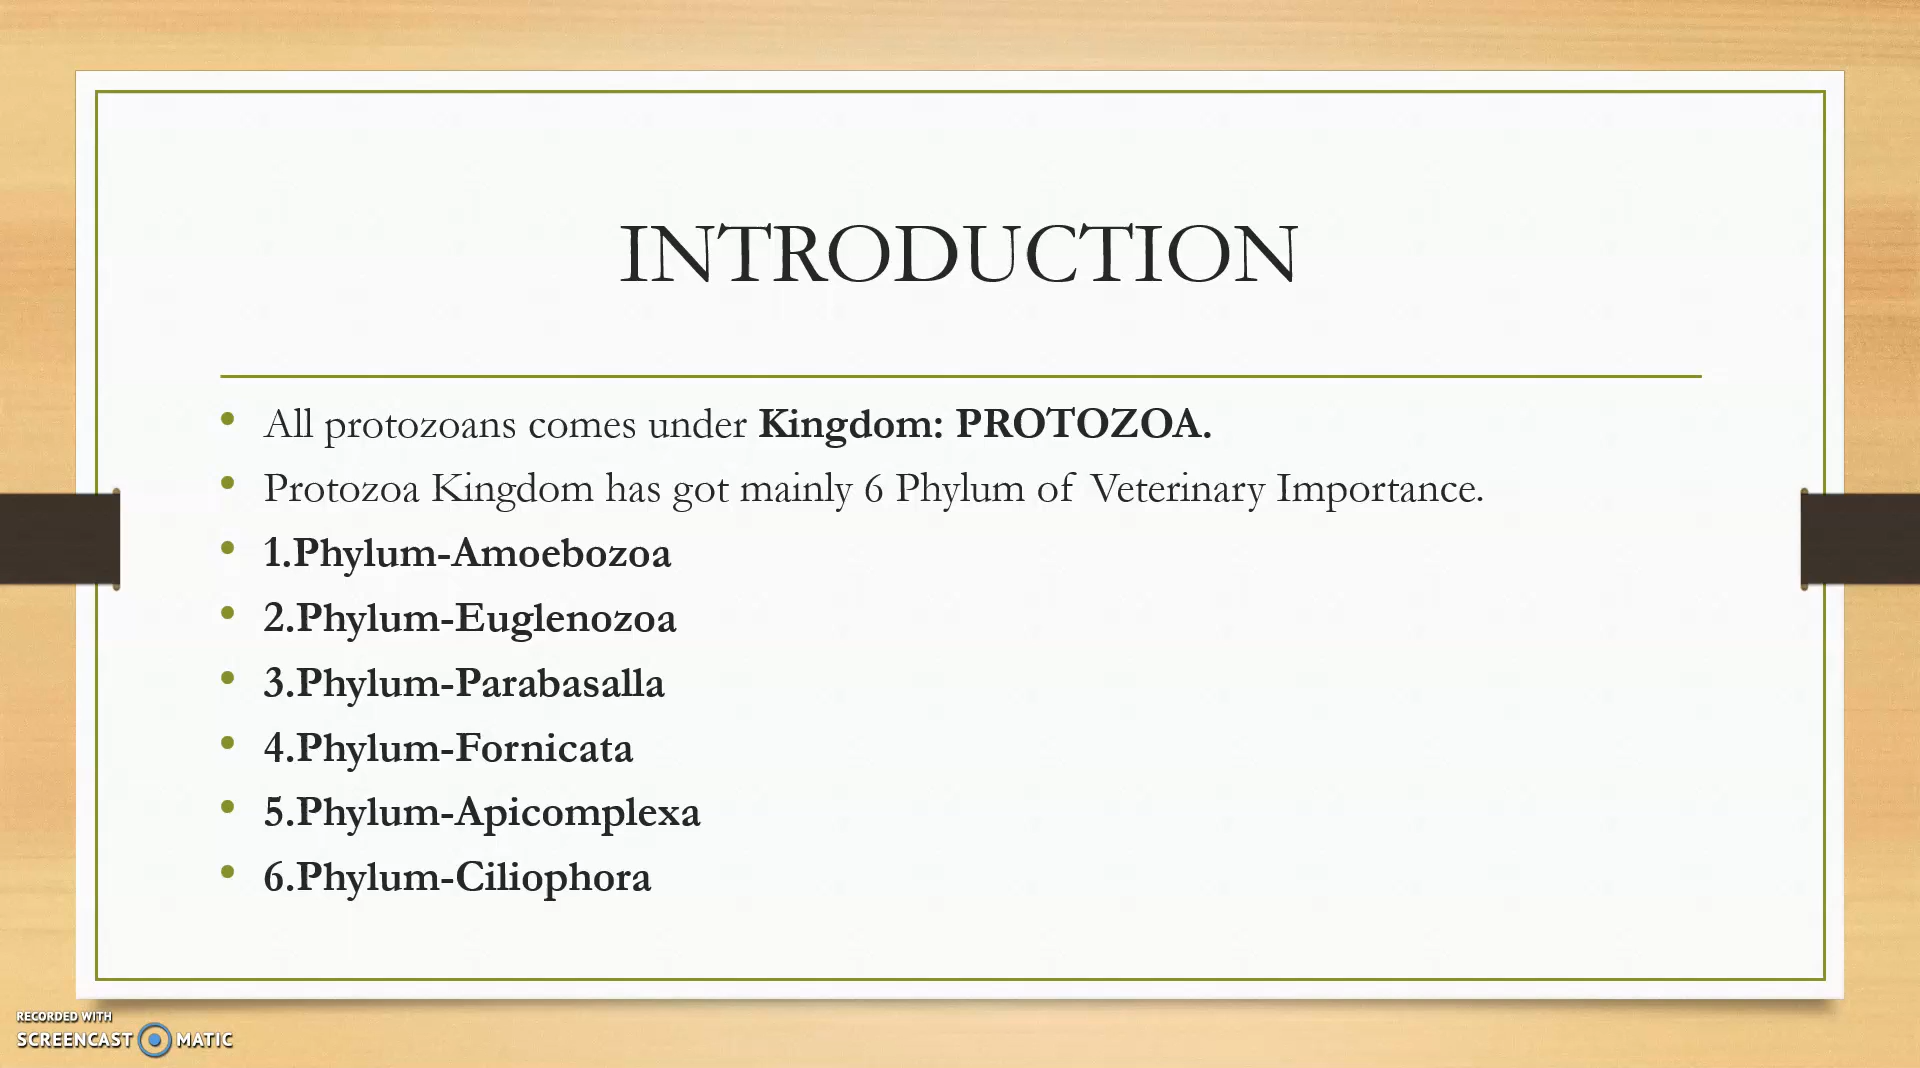 INTRODUCTION
• All protozoans comes under Kingdom: PROTOZOA.
• Protozoa Kingdom has got mainly 6 Phylum of Veterinary Importance.
• 1.Phylum-Amoebozoa
• 2.Phylum-Euglenozoa
• 3.Phylum-Parabasalla
• 4.Phylum-Fornicata
• 5.Phylum-Apicomplexa
• 6.Phylum-Ciliophora
RECORDED WITH
SCREENCAST MATIC